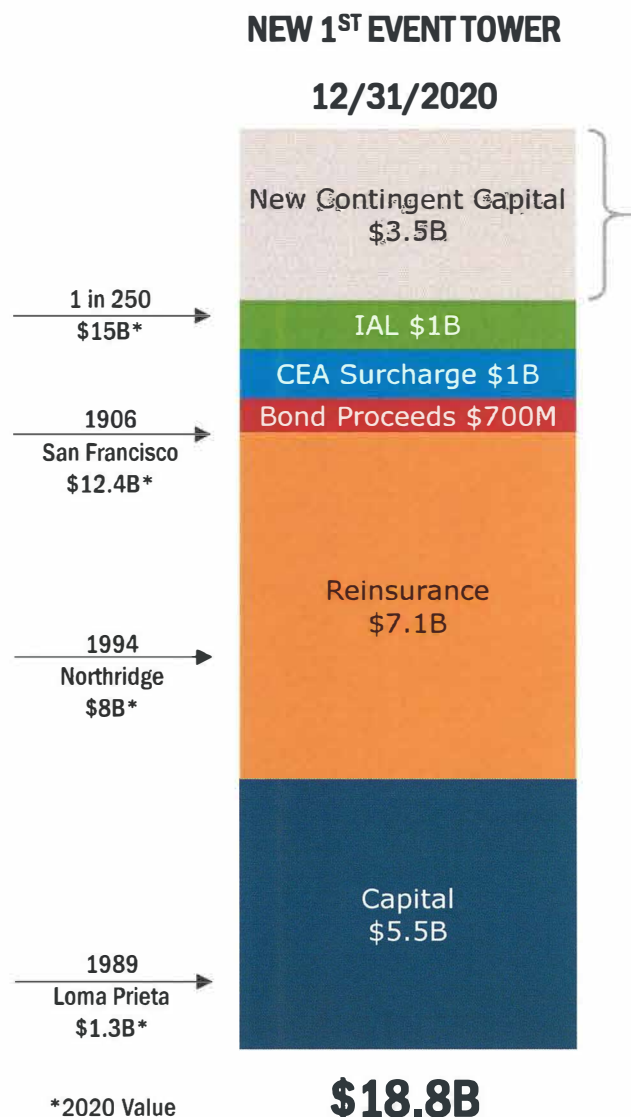 NEW 1ST EVENT TOWER
12/31/2020
New Contingent Capital
$3.5B
1 in 250
$15B*
IAL $1B
CEA Surcharge $1B
Bond Proceeds $700M
1906
San Francisco
$12.4B*
Reinsurance
$7.1B
1994
Northridge
$8B*
Capital
$5.5B
1989
Loma Prieta
$1.3B*
*2020 Value
$18.8B